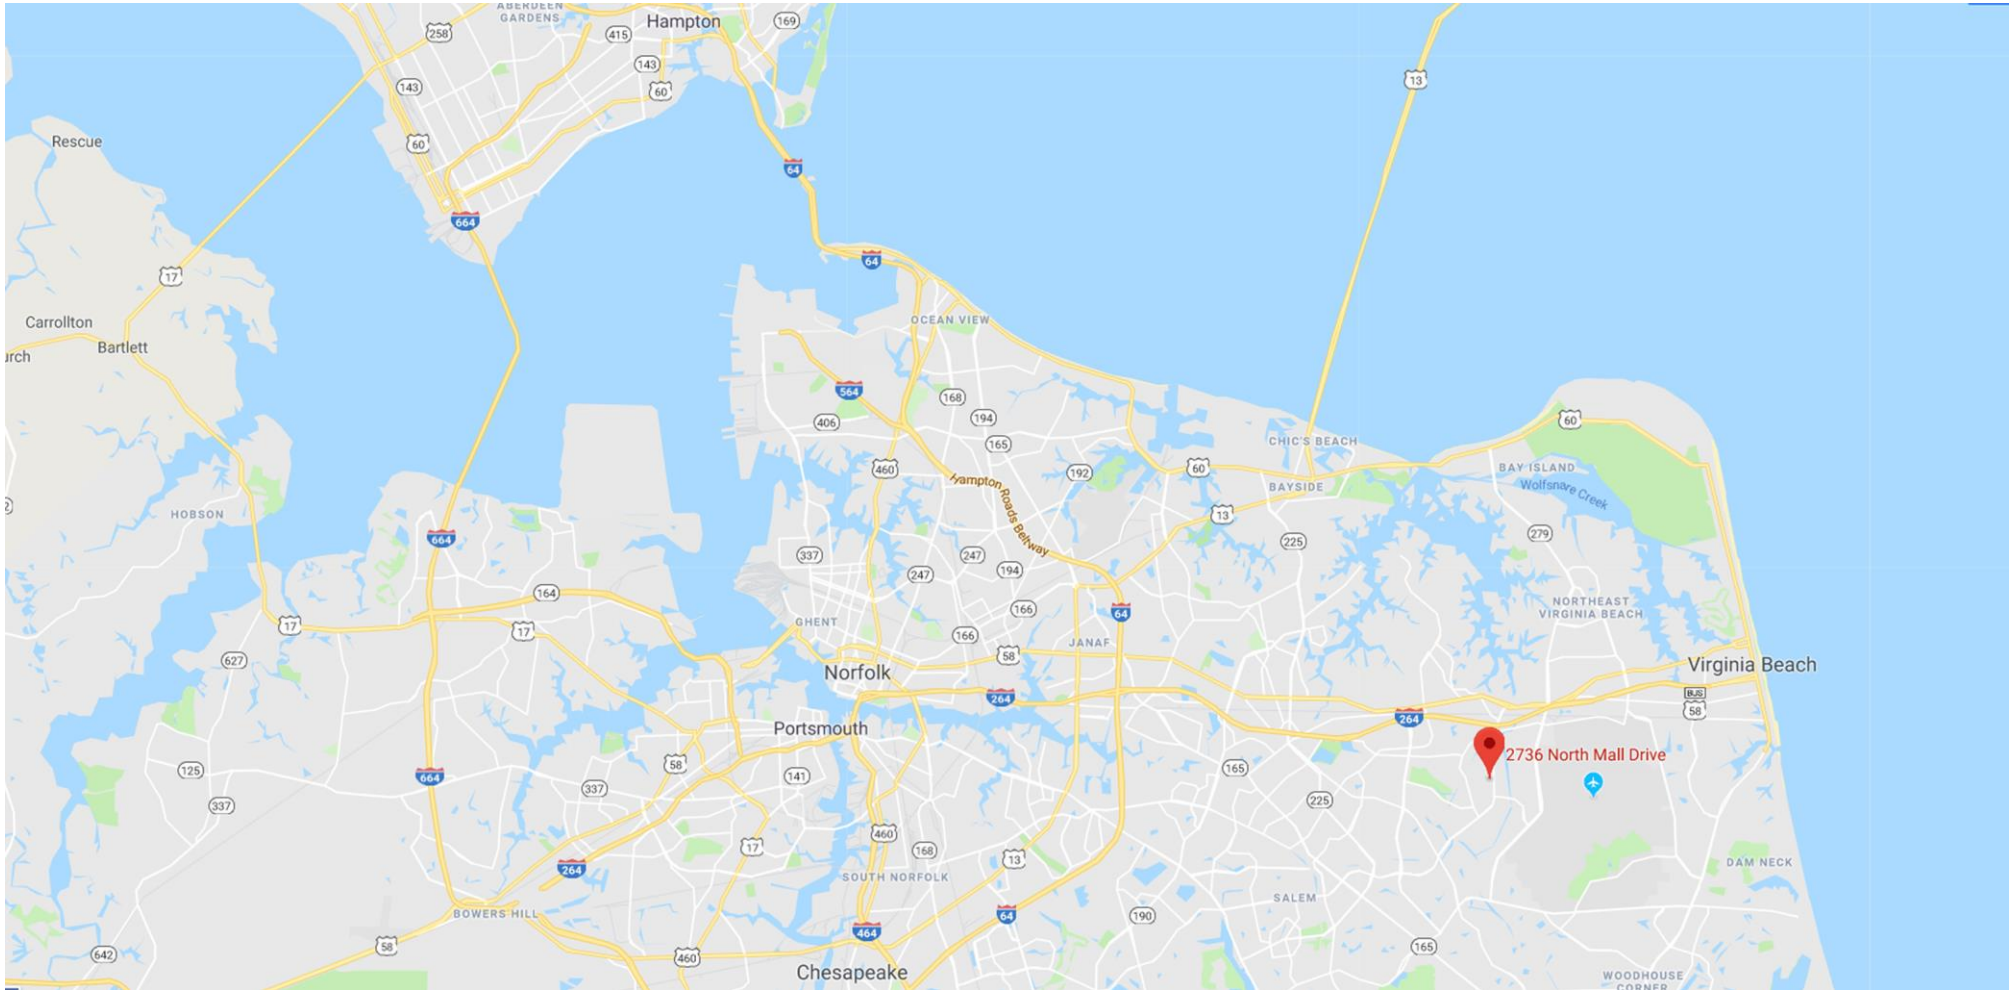 ABERDEEN
GARDENS
Hampton
169
258
415
13
143
143
60
Rescue
60
64
664
17
64
Carrollton
OCEAN VIEW
Bartlett
urch
564
168
406
194
60
CHIC'S BEACH
165
460
192
60
BAY ISLAND
Hampton Roads Beltway
BAYSIDE
Wolfsnare Creek
HOBSON
13
279
664
225
337
247
247
194
164
NORTHEAST
VIRGINIA BEACH
166
64
17
17
GHENT
166
JANAF
627
58
Norfolk
Virginia Beach
264
BUS
58
264
Portsmouth
2736 North Mall Drive
58
125
664
141
165
337
225
337
460
17
168
13
DAM NECK
264
SOUTH NORFOLK
SALEM
BOWERS HILL
64
190
464
58
165
642
460
Chesapeake
WOODHOUSE
CORNER